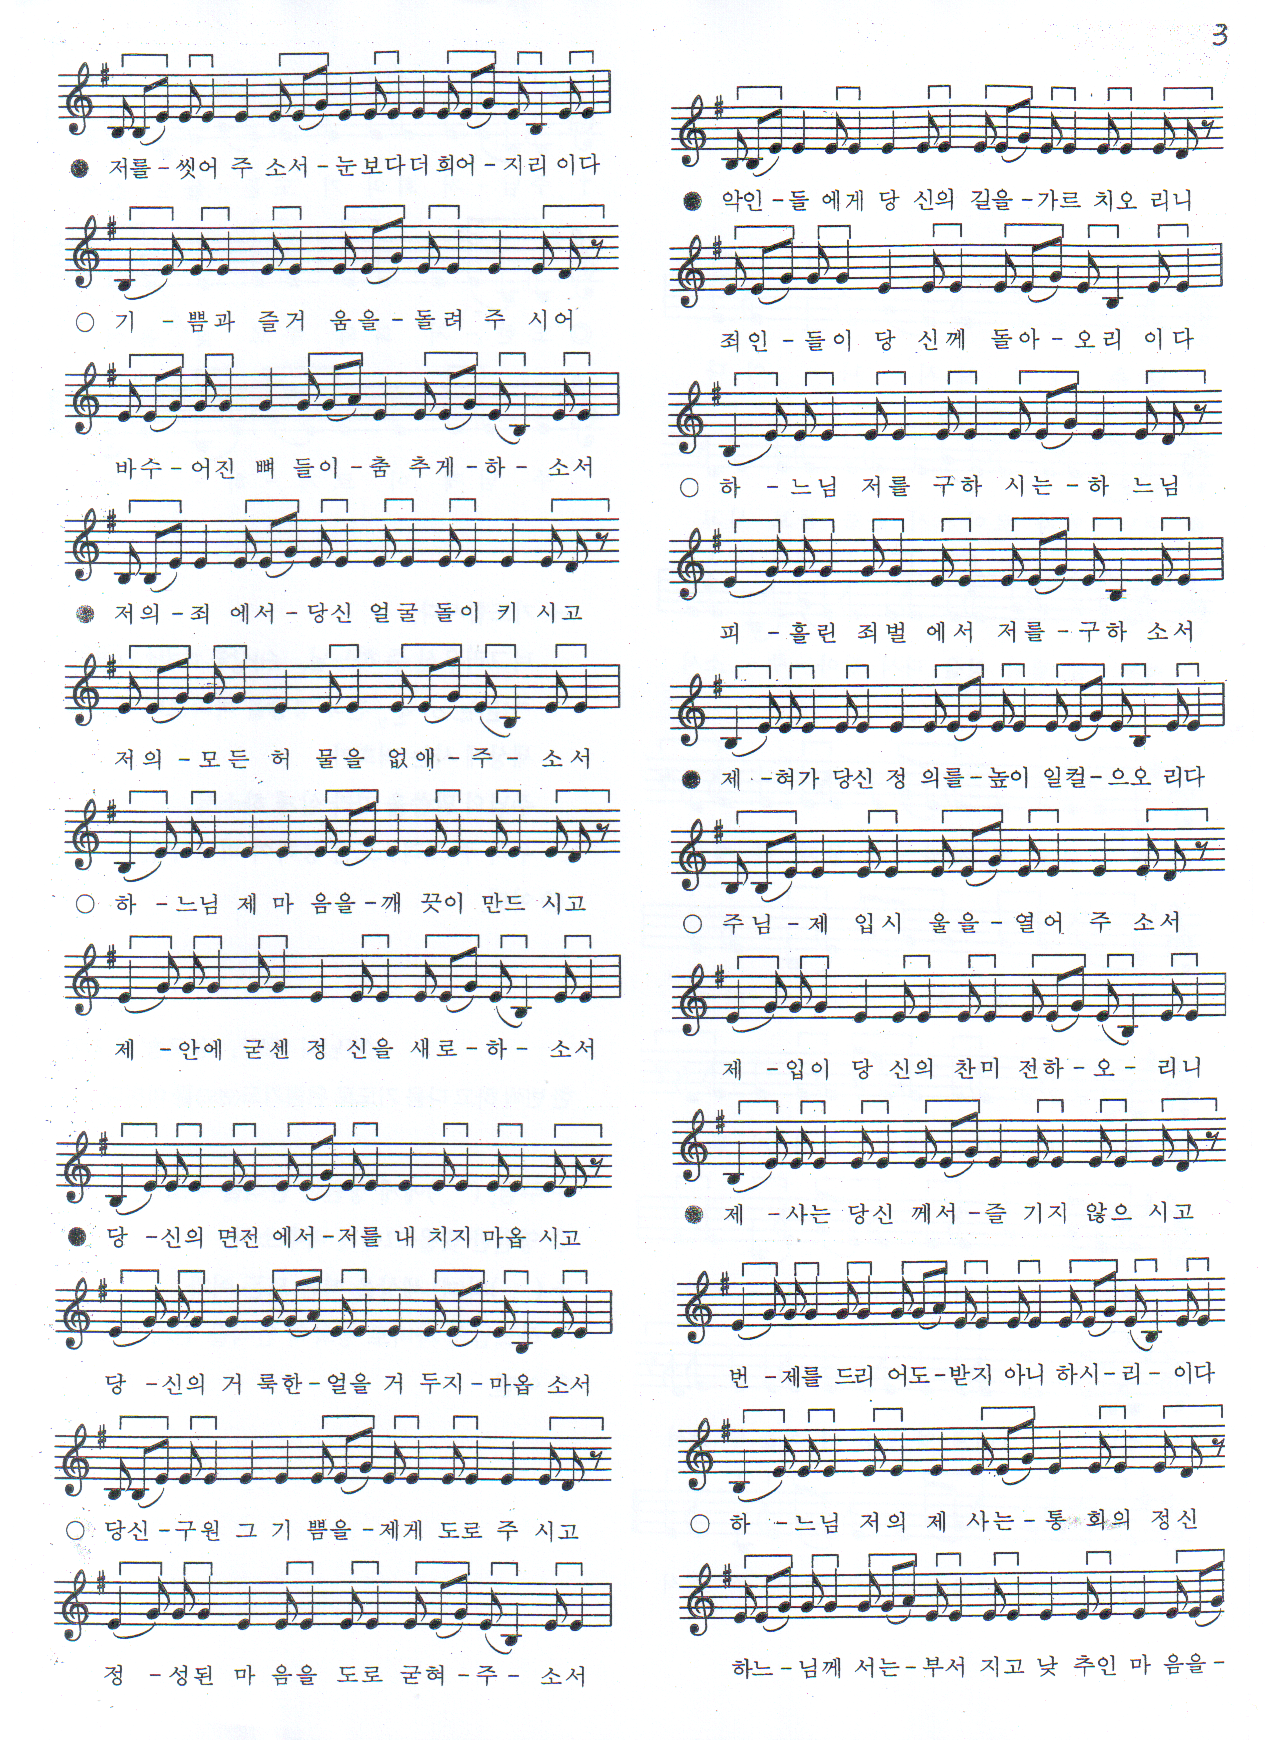 3
● 저를 - 씻어 주 소서 - 눈보다더 희어 - 지리 이다
○ 기 - 쁨과 즐거 움을 - 돌려 주 시어
바수 - 어진 뼈 들이 - 춤 추게 - 하 - 소서
● 저의 - 죄 에서 - 당신 얼굴 돌이 키 시고
저의 - 모든 허 물을 없애 - 주 - 소서
○ 하 - 느님 제 마 음을 - 깨 끗이 만드 시고
제 - 안에 굳센 정 신을 새로 - 하 - 소서
● 당 - 신의 면전 에서 - 저를 내 치지 마옵 시고
당 - 신의 거 룩한 - 얼을 거 두지 - 마옵 소서
○ 당신 - 구원 그 기 쁨을 - 제게 도로 주 시고
정 - 성된 마 음을 도로 굳혀 - 주 - 소서
● 악인 - 들 에게 당 신의 길을 - 가르 치오 리니
죄인 - 들이 당 신께 돌아 - 오리 이다
○ 하 - 느님 저를 구하 시는 - 하 느님
피 - 흘린 죄벌 에서 저를 - 구하 소서
● 제 - 혀가 당신 정 의를 - 높이 일컬 - 으오 리다
○ 주님 - 제 입시 울을 - 열어 주 소서
제 - 입이 당 신의 찬미 전하 - 오 - 리니
● 제 - 사는 당신 께서 - 즐 기지 않으 시고
번 - 제를 드리 어도 - 받지 아니 하시 - 리 - 이다
○ 하 - 느님 저의 제 사는 - 통 회의 정신
하느 - 님께 서는 - 부서 지고 낮 추인 마 음을 -